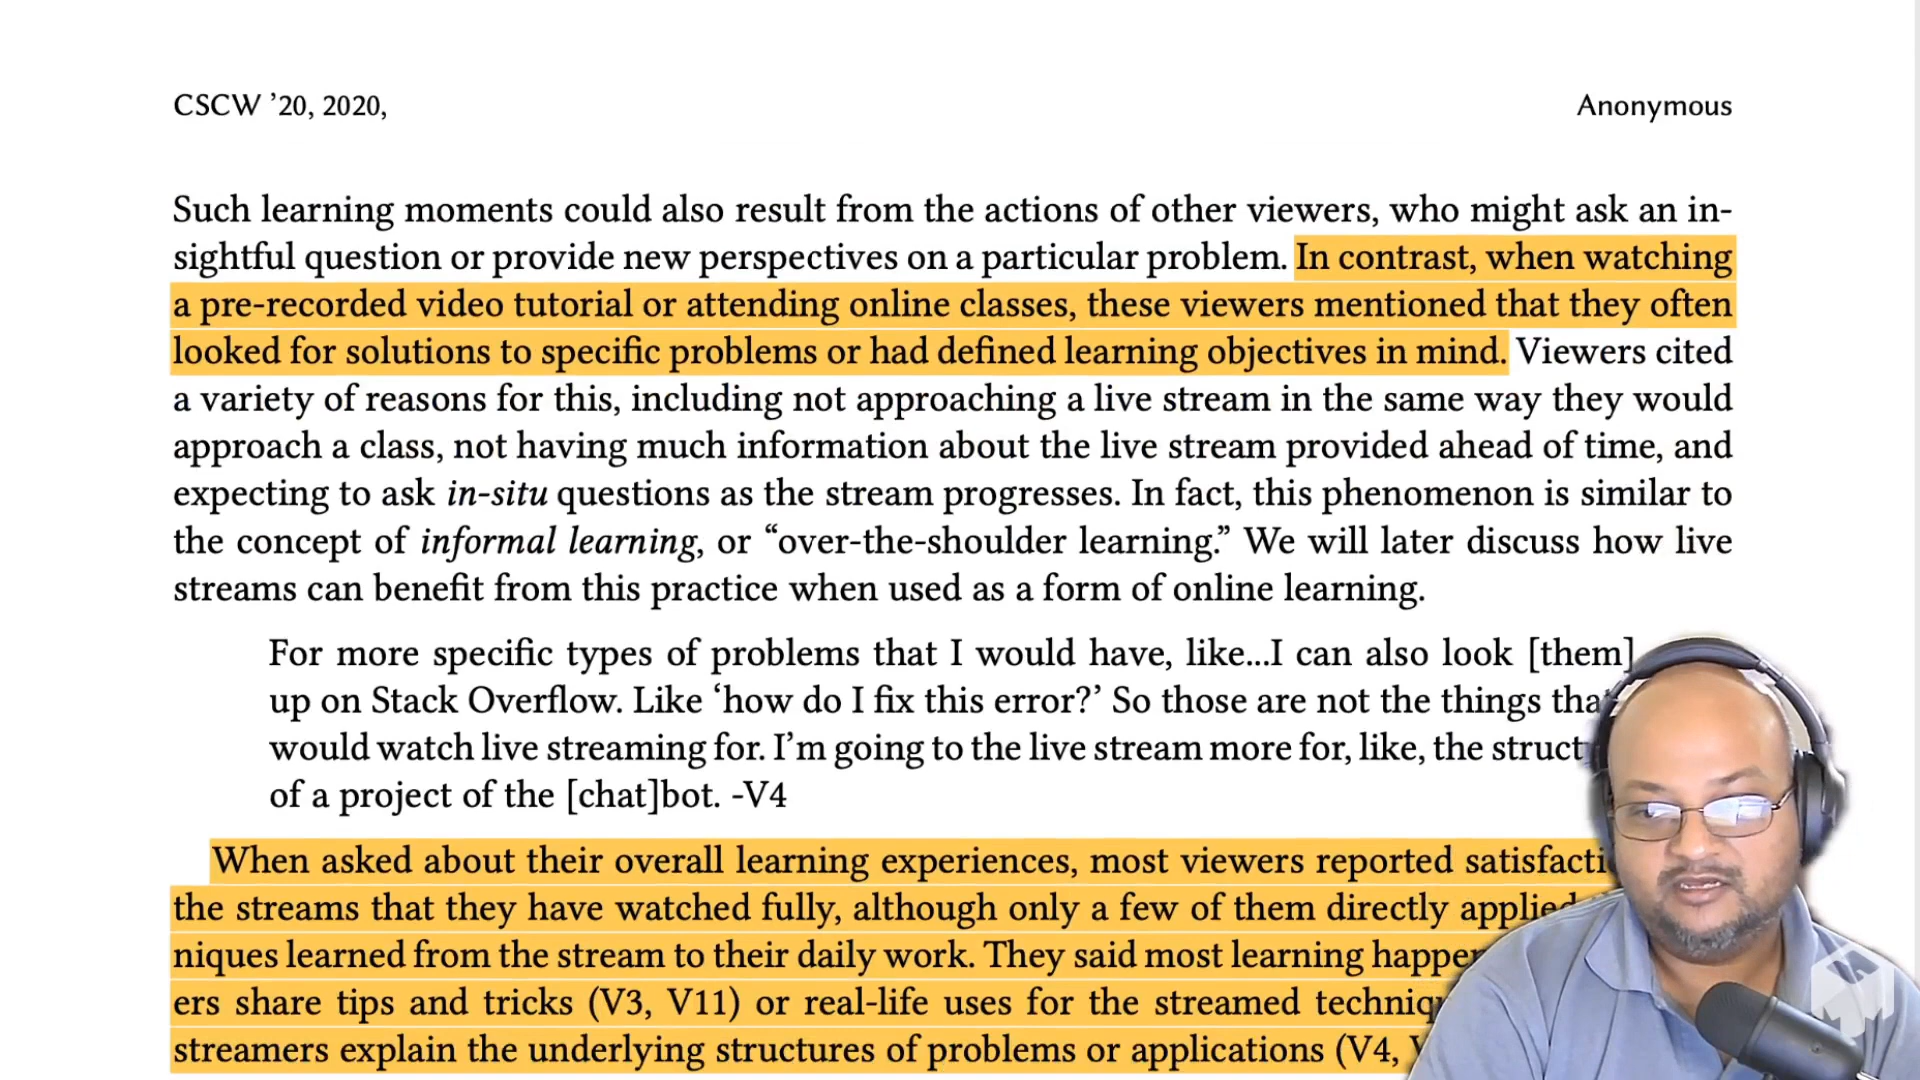 CSCW ’20, 2020,
Anonymous
Such learning moments could also result from the actions of other viewers, who might ask an in-
sightful question or provide new perspectives on a particular problem. In contrast, when watching
a pre-recorded video tutorial or attending online classes, these viewers mentioned that they often
looked for solutions to specific problems or had defined learning objectives in mind. Viewers cited
a variety of reasons for this, including not approaching a live stream in the same way they would
approach a class, not having much information about the live stream provided ahead of time, and
expecting to ask in-situ questions as the stream progresses. In fact, this phenomenon is similar to
the concept of informal learning, or “over-the-shoulder learning.” We will later discuss how live
streams can benefit from this practice when used as a form of online learning.
For more specific types of problems that I would have, like...I can also look [them]
up on Stack Overflow. Like ‘how do I fix this error?’ So those are not the things
would watch live streaming for. I’m going to the live stream more for, like, the
of a project of the [chat]bot. -V4
When asked about their overall learning experiences, most viewers reported
the streams that they have watched fully, although only a few of them directly applied
niques learned from the stream to their daily work. They said most learning
ers share tips and tricks (V3, V11) or real-life uses for the streamed
streamers explain the underlying structures of problems or applications (V4,